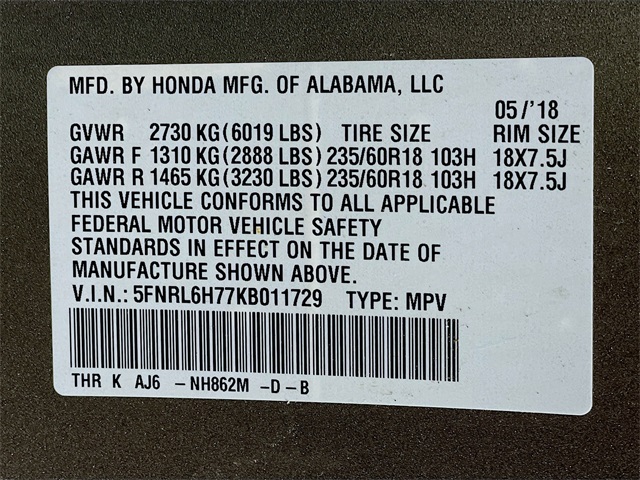 MFD. BY HONDA MFG. OF ALABAMA, LLC
05/'18
GVWR 2730 KG(6019 LBS) TIRE SIZE RIM SIZE
GAWR F 1310 KG(2888 LBS) 235/60R18 103H 18X7.5J
GAWR R 1465 KG(3230 LBS) 235/60R18 103H 18X7.5J
THIS VEHICLE CONFORMS TO ALL APPLICABLE
FEDERAL MOTOR VEHICLE SAFETY
STANDARDS IN EFFECT ON THE DATE OF
MANUFACTURE SHOWN ABOVE.
V.I.N.: 5FNRL6H77KB011729 TYPE: MPV
THR K AJ6 -NH862M -D-B